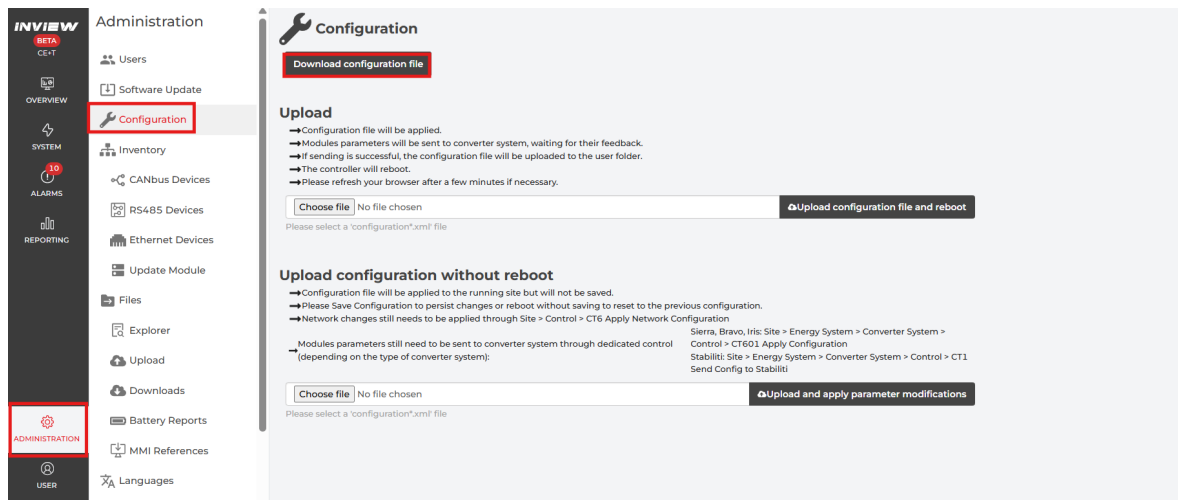 INVIEW
BETA
CE+T
OVERVIEW
SYSTEM
10
ALARMS
REPORTING
ADMINISTRATION
USER
Administration
Users
Software Update
Configuration
Inventory
CANbus Devices
RS485 Devices
Ethernet Devices
Update Module
Files
Explorer
Upload
Downloads
Battery Reports
MMI References
Languages
Configuration
Download configuration file
Upload
→Configuration file will be applied.
→Modules parameters will be sent to converter system, waiting for their feedback.
→If sending is successful, the configuration file will be uploaded to the user folder.
→The controller will reboot.
→Please refresh your browser after a few minutes if necessary.
Choose file No file chosen
Upload configuration file and reboot
Please select a 'configuration*.xml' file
Upload configuration without reboot
→Configuration file will be applied to the running site but will not be saved.
→Please Save Configuration to persist changes or reboot without saving to reset to the previous configuration.
→Network changes still needs to be applied through Site > Control > CT6 Apply Network Configuration
→Modules parameters still need to be sent to converter system through dedicated control
(depending on the type of converter system):
Sierra, Bravo, Iris: Site > Energy System > Converter System >
Control > CT601 Apply Configuration
Stabiliti: Site > Energy System > Converter System > Control > CT1
Send Config to Stabiliti
Choose file No file chosen
Upload and apply parameter modifications
Please select a 'configuration*.xml' file